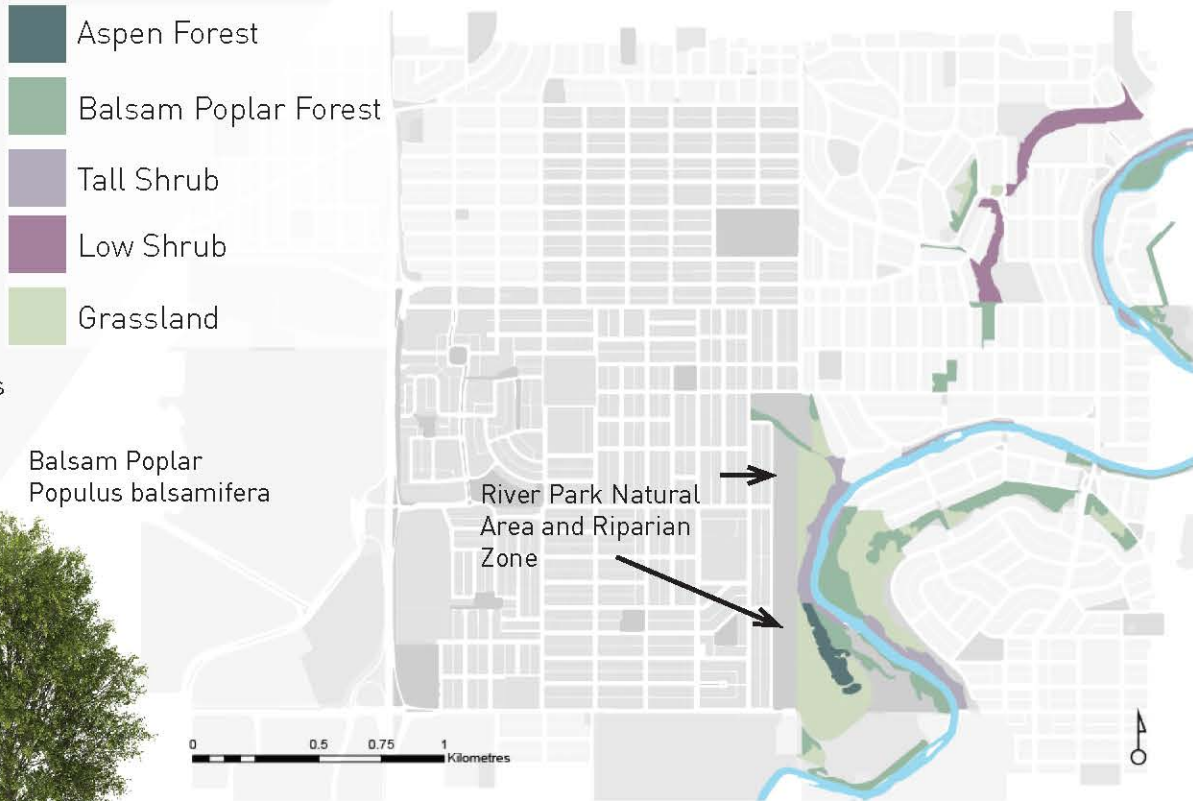 Aspen Forest
Balsam Poplar Forest
Tall Shrub
Low Shrub
Grassland
s
Balsam Poplar
Populus balsamifera
River Park Natural
Area and Riparian
Zone
0 0.5 0.75 1
Kilometres